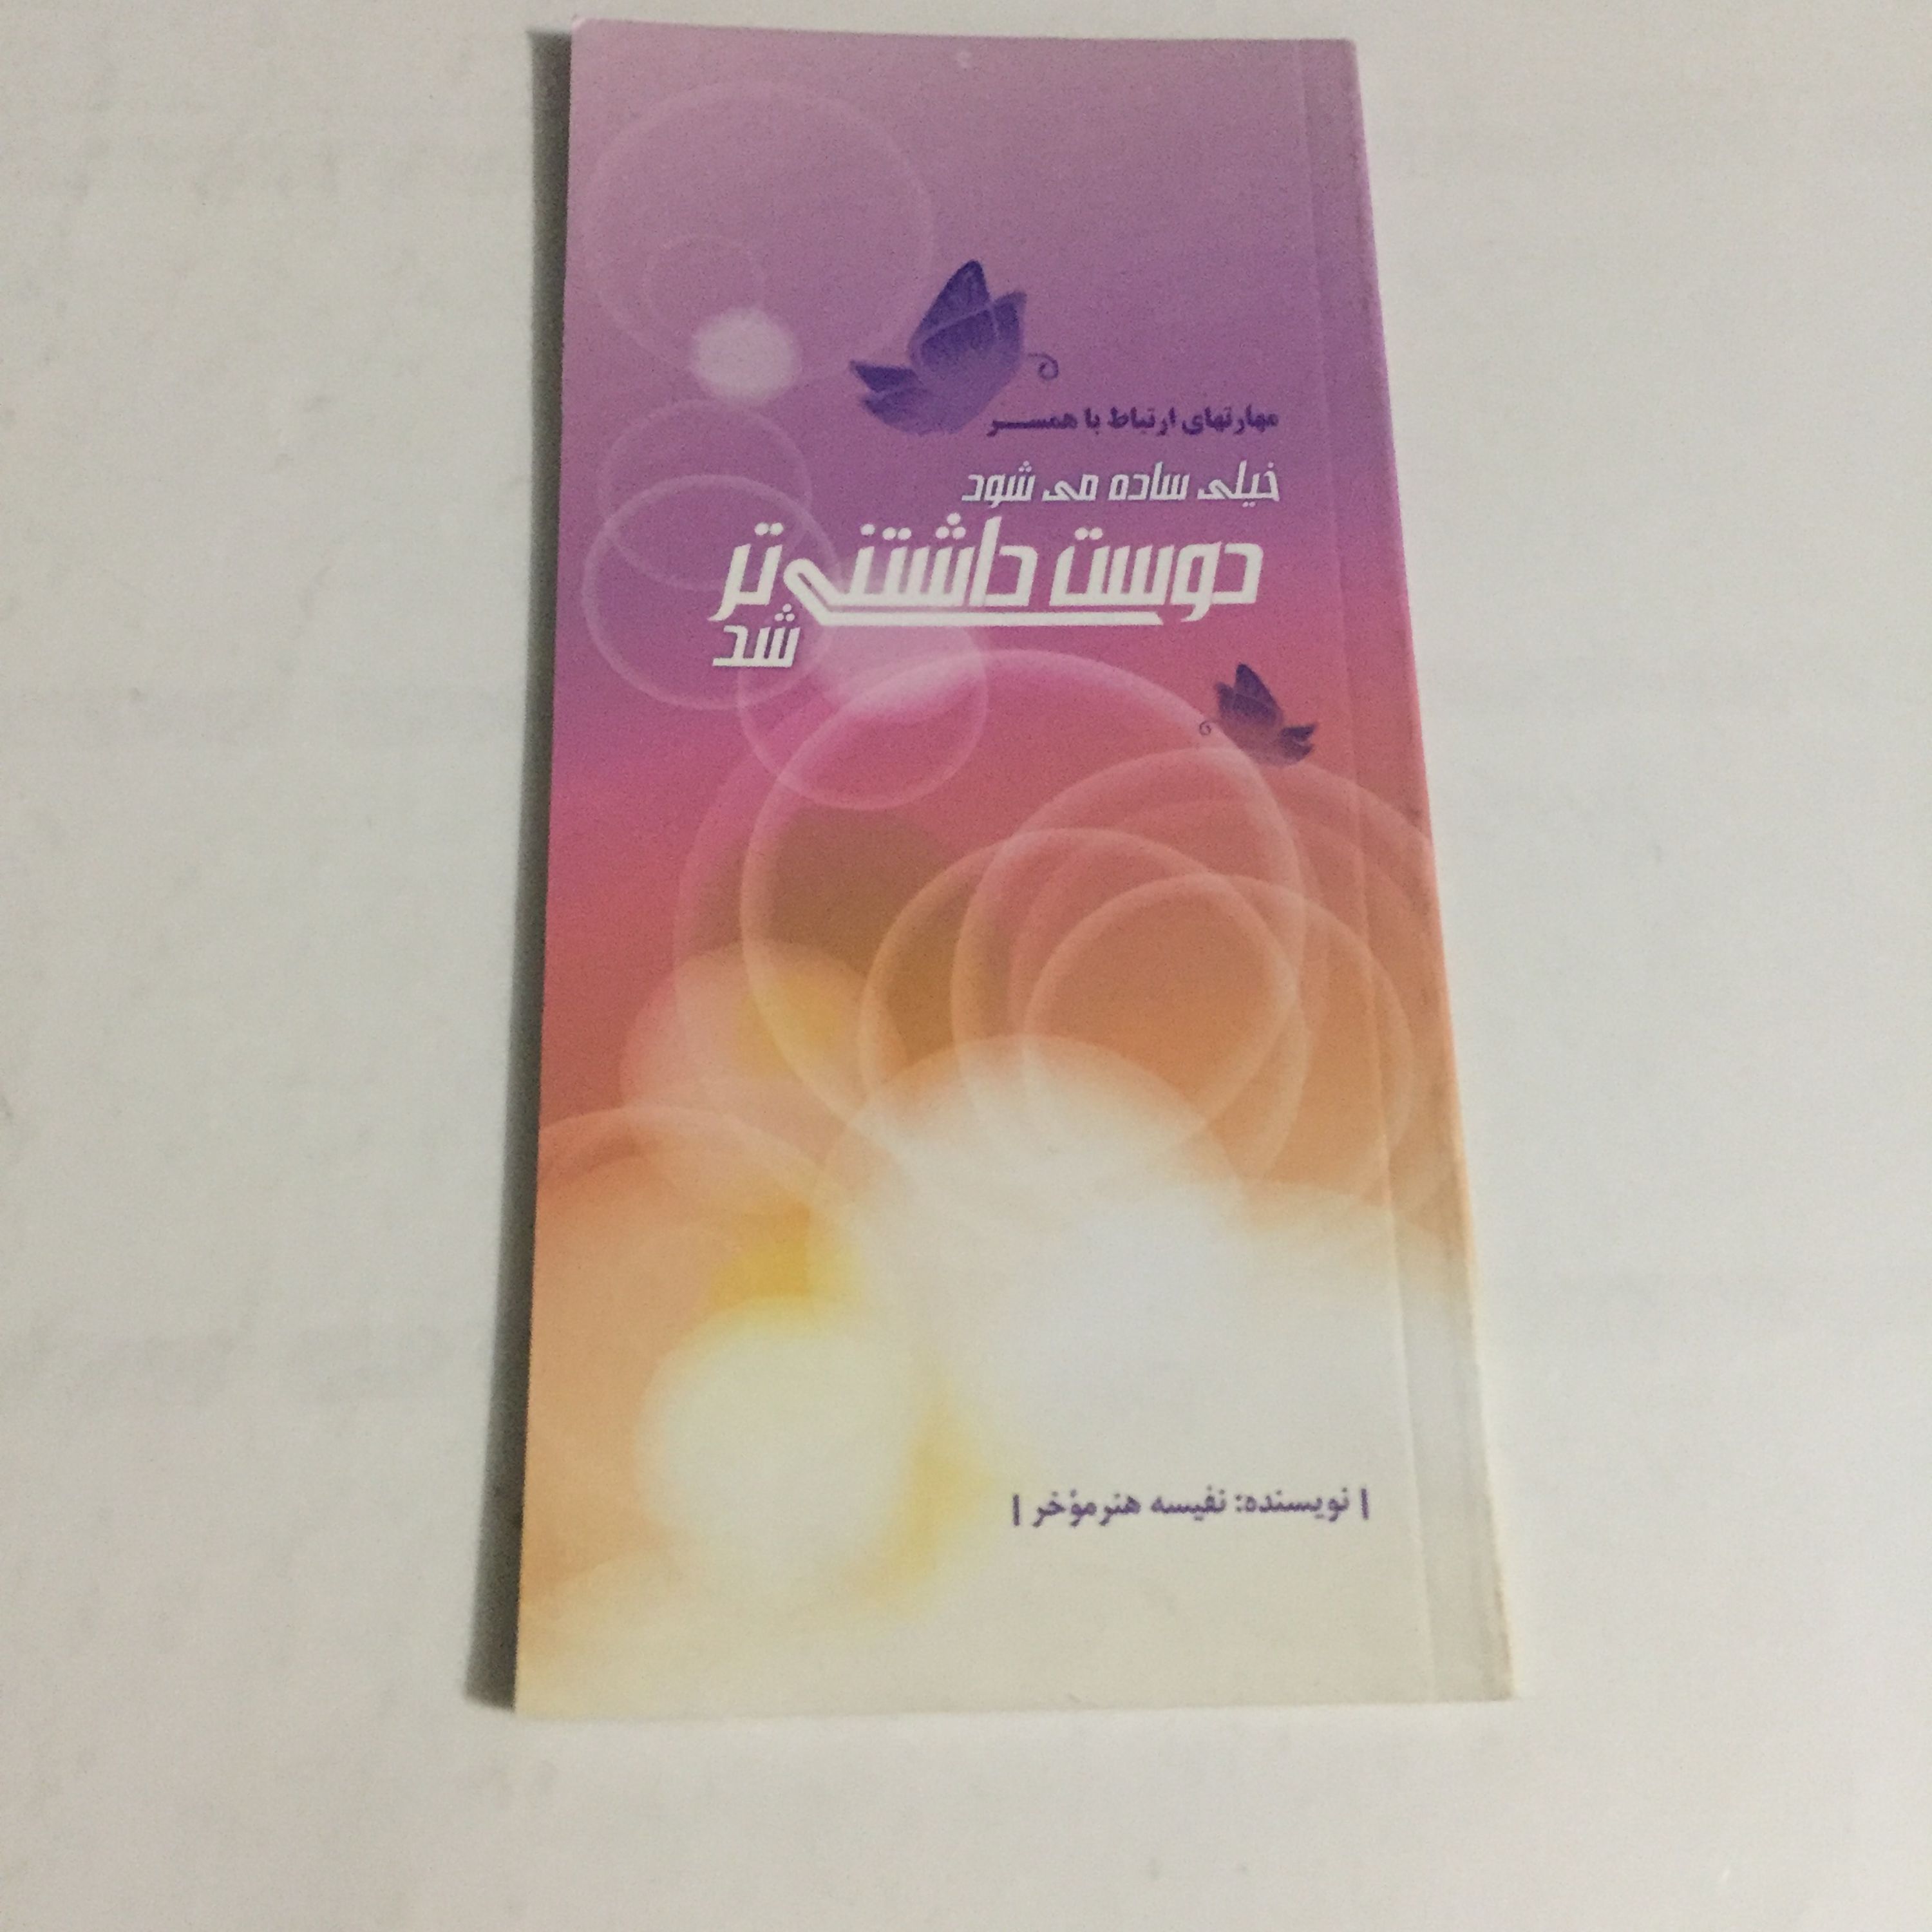 مهارتهای ارتباط با همسر
خیلی ساده می شود
دوست داشتنی‌تر
شد
| نویسنده: نفیسه هنرمؤخر |